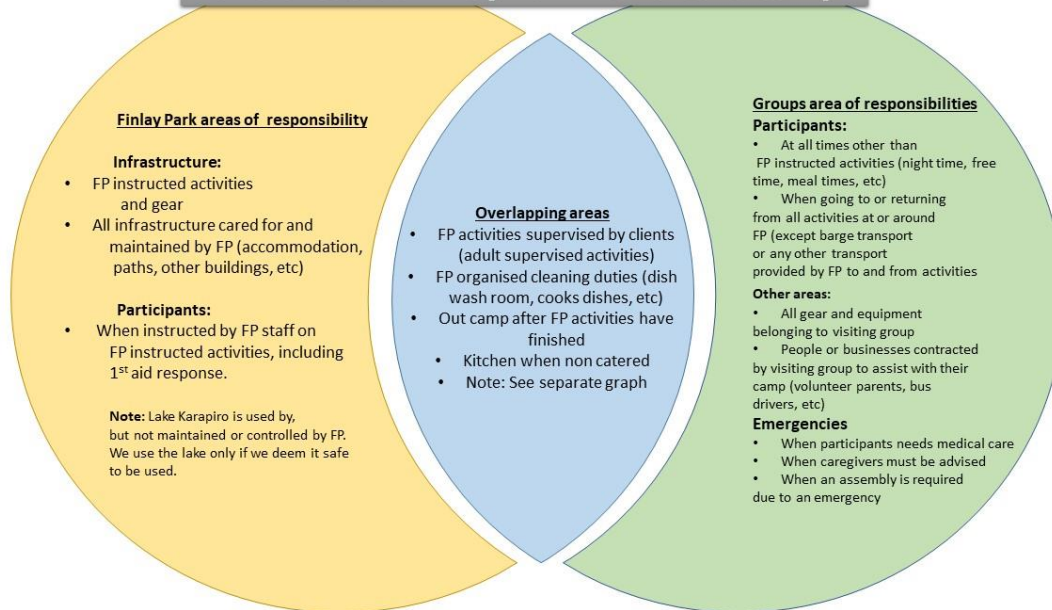 Finlay Park areas of responsibility
Infrastructure:
• FP instructed activities
and gear
• All infrastructure cared for and
maintained by FP (accommodation,
paths, other buildings, etc)
Participants:
• When instructed by FP staff on
FP instructed activities, including
1st aid response.
Note: Lake Karapiro is used by,
but not maintained or controlled by FP.
We use the lake only if we deem it safe
to be used.
Overlapping areas
• FP activities supervised by clients
(adult supervised activities)
• FP organised cleaning duties (dish
wash room, cooks dishes, etc)
• Out camp after FP activities have
finished
• Kitchen when non catered
• Note: See separate graph
Groups area of responsibilities
Participants:
• At all times other than
FP instructed activities (night time, free
time, meal times, etc)
• When going to or returning
from all activities at or around
FP (except barge transport
or any other transport
provided by FP to and from activities
Other areas:
• All gear and equipment
belonging to visiting group
• People or businesses contracted
by visiting group to assist with their
camp (volunteer parents, bus
drivers, etc)
Emergencies
• When participants needs medical care
• When caregivers must be advised
• When an assembly is required
due to an emergency